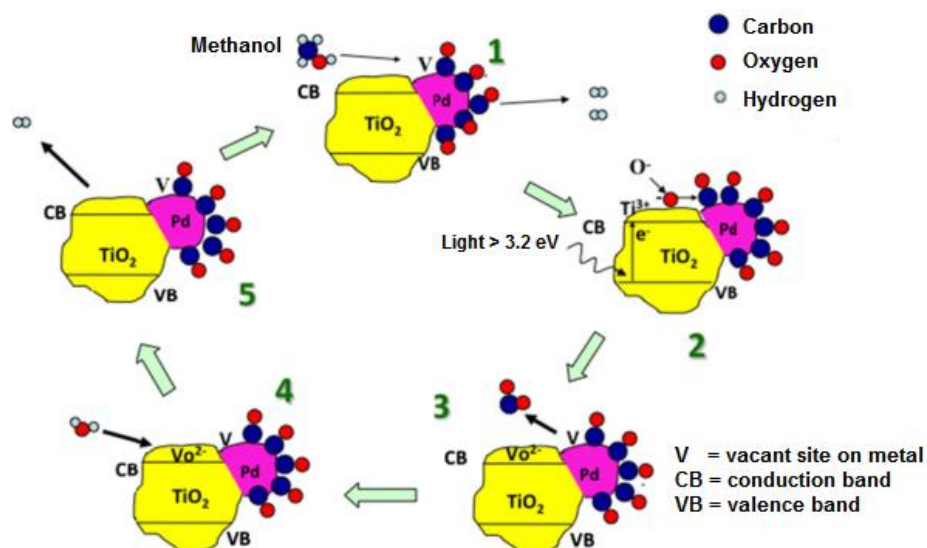 Methanol
1
V
CB
Pd
TiO₂
VB
Carbon
Oxygen
Hydrogen
O⁻
Ti³⁺
CB
e⁻
Pd
Light > 3.2 eV
TiO₂
VB
2
V
CB
Pd
TiO₂
VB
5
3
V
Vo²⁻
CB
Pd
TiO₂
VB
4
V
Vo²⁻
CB
Pd
TiO₂
VB
V = vacant site on metal
CB = conduction band
VB = valence band